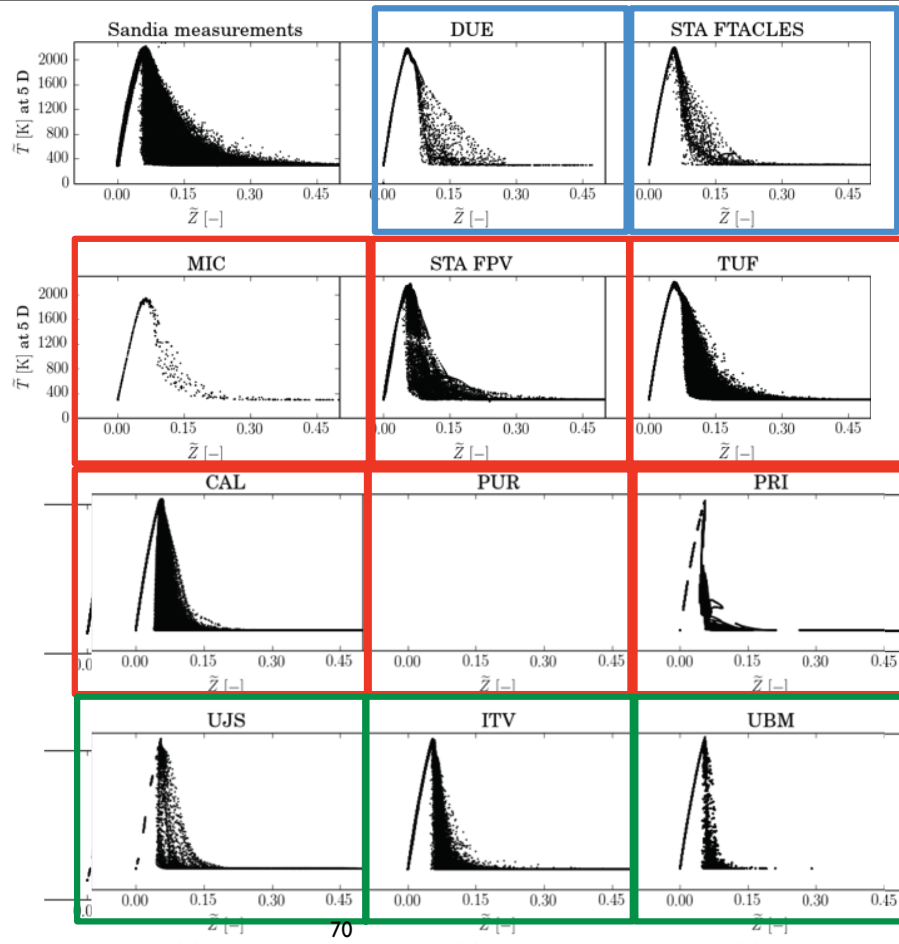 Sandia measurements DUE STA FTACLES
T̃ [K] at 5 D
2000
1600
1200
800
400
0
0.00 0.15 0.30 0.45 0.00 0.15 0.30 0.45 0.00 0.15 0.30 0.45
Z̃ [−] Z̃ [−] Z̃ [−]
MIC STA FPV TUF
T̃ [K] at 5 D
2000
1600
1200
800
400
0
0.00 0.15 0.30 0.45 0.00 0.15 0.30 0.45 0.00 0.15 0.30 0.45
Z̃ [−] Z̃ [−] Z̃ [−]
CAL PUR PRI
0.0 0.00 0.15 0.30 0.45 0.00 0.15 0.30 0.45 0.00 0.15 0.30 0.45
Z̃ [−] Z̃ [−] Z̃ [−]
UJS ITV UBM
0.0 0.00 0.15 0.30 0.45 0.00 0.15 0.30 0.45 0.00 0.15 0.30 0.45
Z̃ [−] Z̃ [−] Z̃ [−]
70